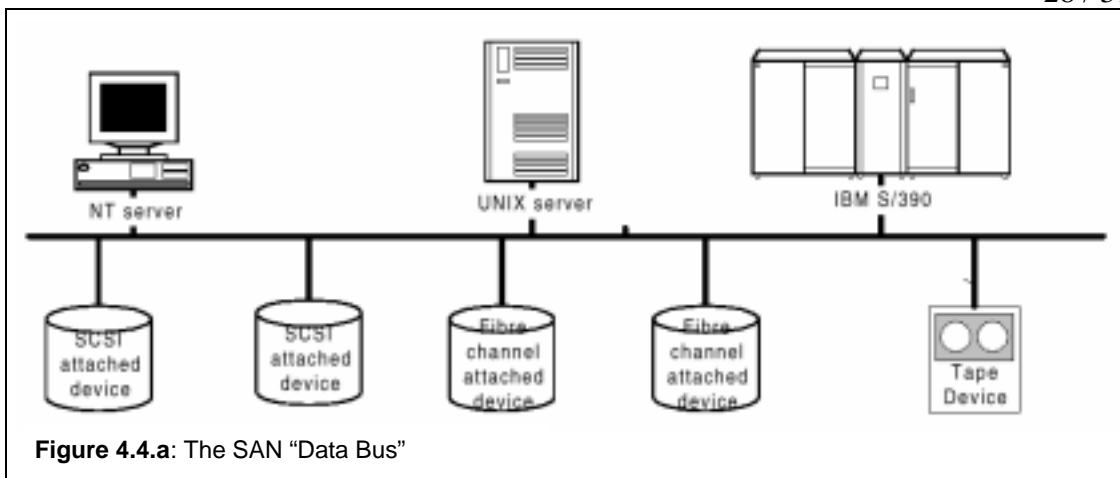 NT server
UNIX server
IBM S/390
SCSI
attached
device
SCSI
attached
device
Fibre
channel
attached
device
Fibre
channel
attached
device
Tape
Device
Figure 4.4.a: The SAN “Data Bus”